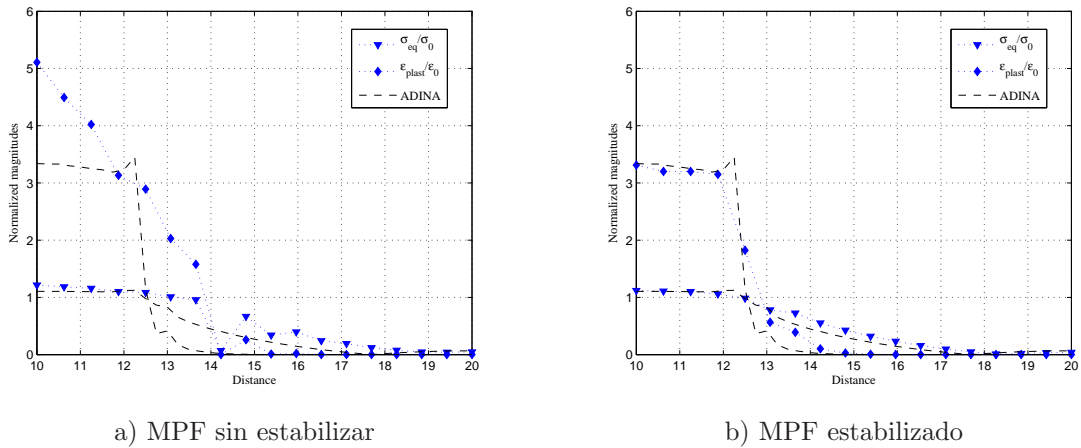 6
5
4
3
2
1
0
10 11 12 13 14 15 16 17 18 19 20
Normalized magnitudes
Distance
σeq/σ0
εplast/ε0
ADINA
a) MPF sin estabilizar
6
5
4
3
2
1
0
10 11 12 13 14 15 16 17 18 19 20
Normalized magnitudes
Distance
σeq/σ0
εplast/ε0
ADINA
b) MPF estabilizado